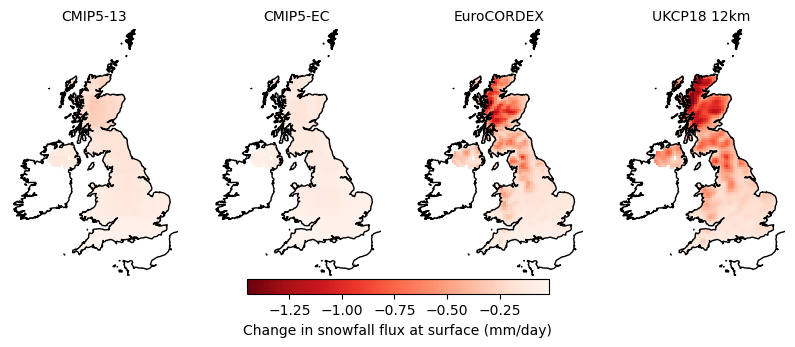 CMIP5-13 CMIP5-EC EuroCORDEX UKCP18 12km
−1.25 −1.00 −0.75 −0.50 −0.25
Change in snowfall flux at surface (mm/day)